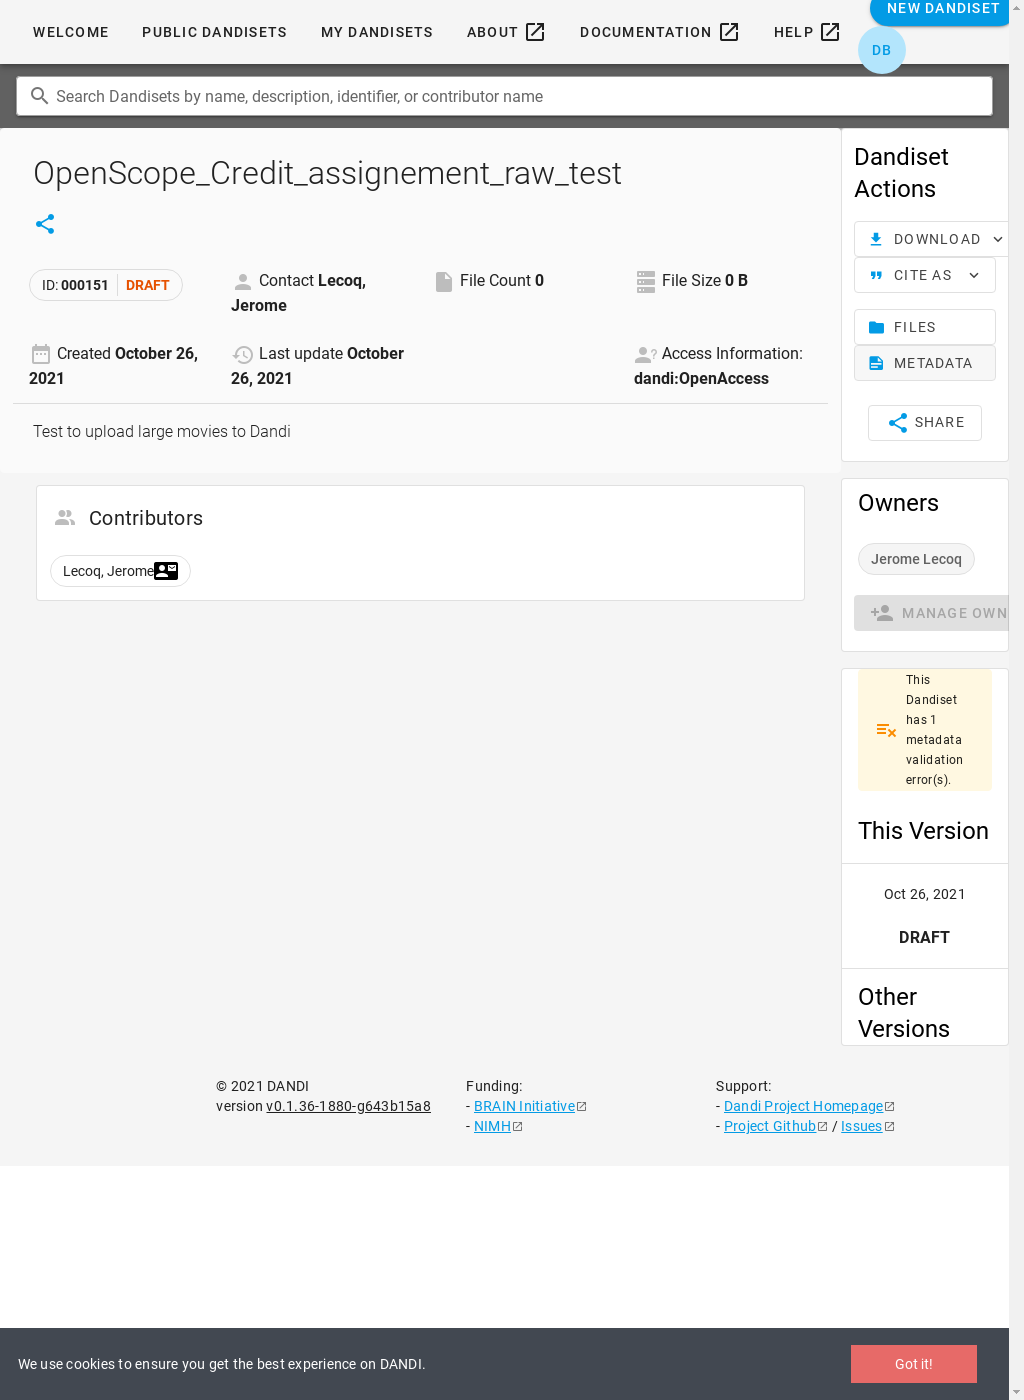 WELCOME PUBLIC DANDISETS MY DANDISETS ABOUT DOCUMENTATION HELP NEW DANDISET
DB
Search Dandisets by name, description, identifier, or contributor name
OpenScope_Credit_assignement_raw_test
ID: 000151 DRAFT
Contact Lecoq,
Jerome
File Count 0
File Size 0 B
Created October 26,
2021
Last update October
26, 2021
Access Information:
dandi:OpenAccess
Test to upload large movies to Dandi
Contributors
Lecoq, Jerome
Dandiset
Actions
DOWNLOAD
CITE AS
FILES
METADATA
SHARE
Owners
Jerome Lecoq
MANAGE OWN
This
Dandiset
has 1
metadata
validation
error(s).
This Version
Oct 26, 2021
DRAFT
Other
Versions
© 2021 DANDI
version v0.1.36-1880-g643b15a8
Funding:
- BRAIN Initiative
- NIMH
Support:
- Dandi Project Homepage
- Project Github / Issues
We use cookies to ensure you get the best experience on DANDI.
Got it!